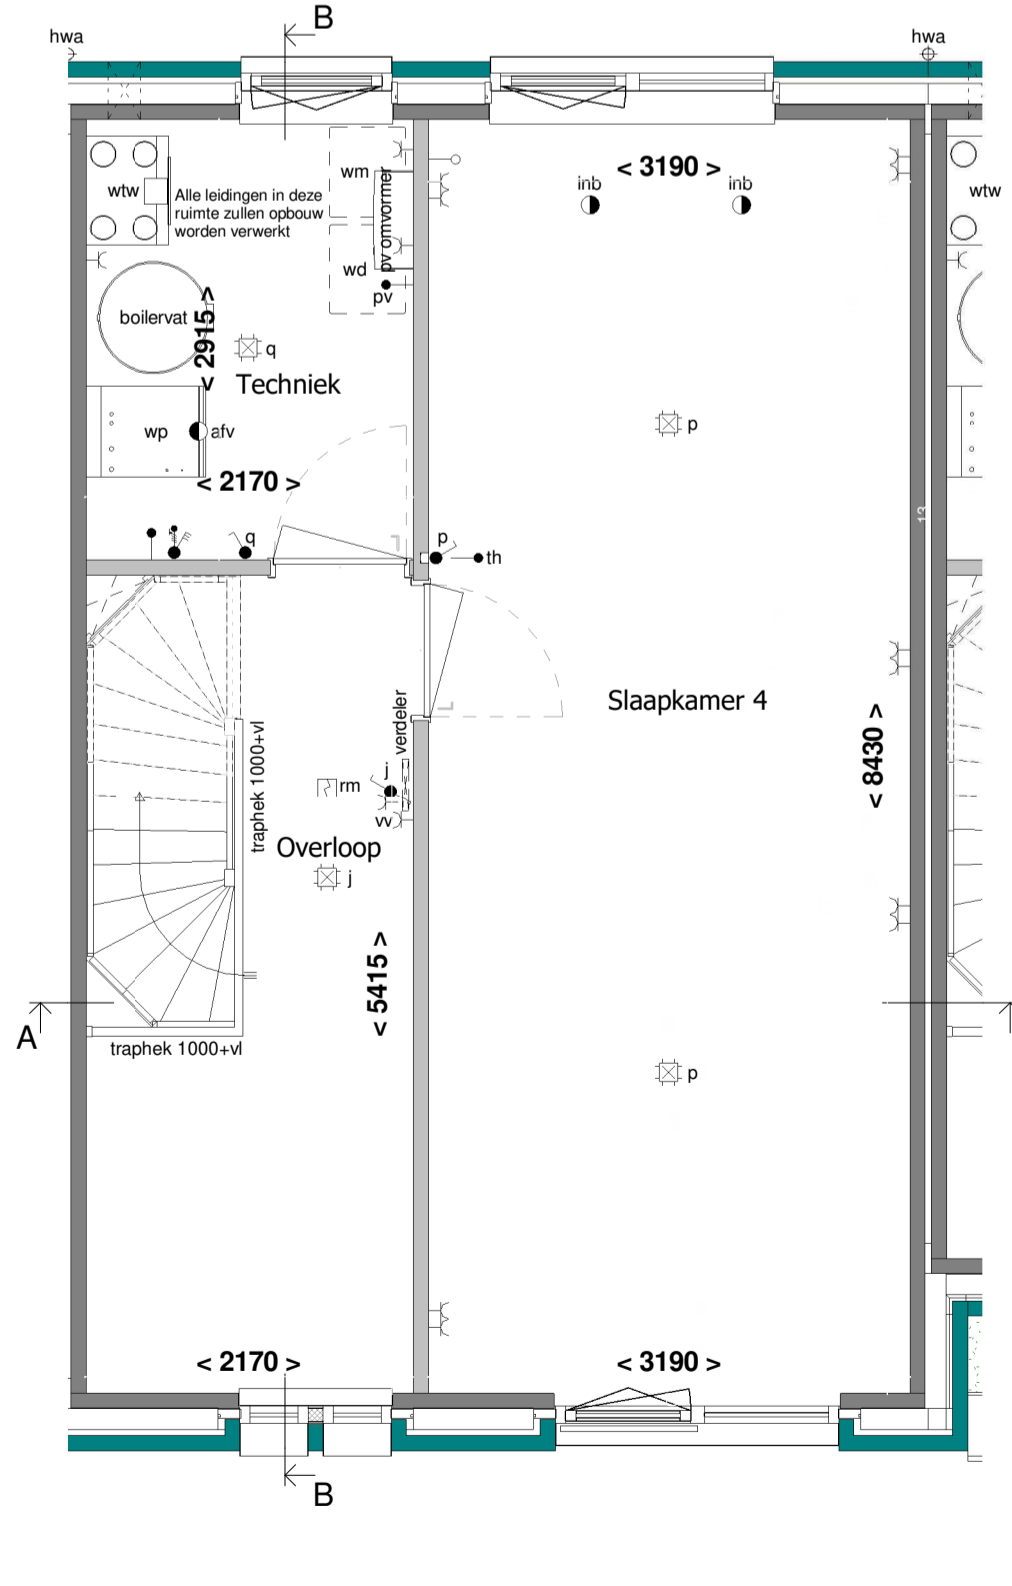 B
hwa
hwa
< 3190 >
wm
inb
inb
wtw
Alle leidingen in deze
ruimte zullen opbouw
worden verwerkt
wtw
pv omvormer
wd
pv
boilervat
< 2915 >
q
Techniek
p
wp
afv
< 2170 >
13
q
p
th
Slaapkamer 4
verdeler
traphek 1000+vl
< 8430 >
j
rm
vv
Overloop
j
< 5415 >
A
traphek 1000+vl
p
< 2170 >
< 3190 >
B